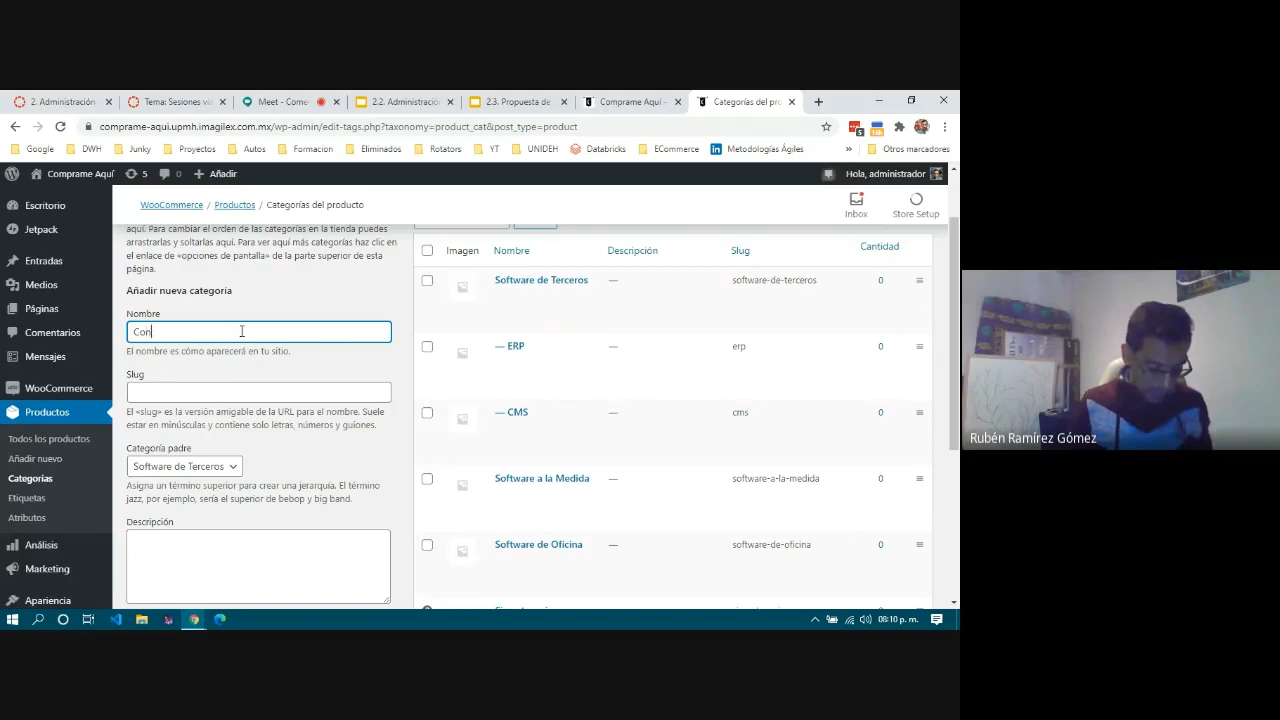 2. Administración
Tema: Sesiones vi
Meet - Come
2.2. Administració
2.3. Propuesta de
Comprame Aquí –
Categorías del pro
comprame-aqui.upmh.imagilex.com.mx/wp-admin/edit-tags.php?taxonomy=product_cat&post_type=product
Google
DWH
Junky
Proyectos
Autos
Formacion
Eliminados
Rotators
YT
UNIDEH
Databricks
ECommerce
Metodologías Ágiles
»
Otros marcadores
Comprame Aquí
5
0
Añadir
Hola, administrador
Escritorio
Jetpack
Entradas
Medios
Páginas
Comentarios
Mensajes
WooCommerce
Productos
Todos los productos
Añadir nuevo
Categorías
Etiquetas
Atributos
Análisis
Marketing
Apariencia
WooCommerce / Productos / Categorías del producto
Inbox
Store Setup
aquí. Para cambiar el orden de las categorías en la tienda puedes
arrastrarlas y soltarlas aquí. Para ver aquí más categorías haz clic en
el enlace de «opciones de pantalla» de la parte superior de esta
página.
Añadir nueva categoría
Nombre
Con
El nombre es cómo aparecerá en tu sitio.
Slug
El «slug» es la versión amigable de la URL para el nombre. Suele
estar en minúsculas y contiene solo letras, números y guiones.
Categoría padre
Software de Terceros
Asigna un término superior para crear una jerarquía. El término
jazz, por ejemplo, sería el superior de bebop y big band.
Descripción
Imagen Nombre Descripción Slug Cantidad
Software de Terceros — software-de-terceros 0
— ERP — erp 0
— CMS — cms 0
Software a la Medida — software-a-la-medida 0
Software de Oficina — software-de-oficina 0
08:10 p. m.
Rubén Ramírez Gómez